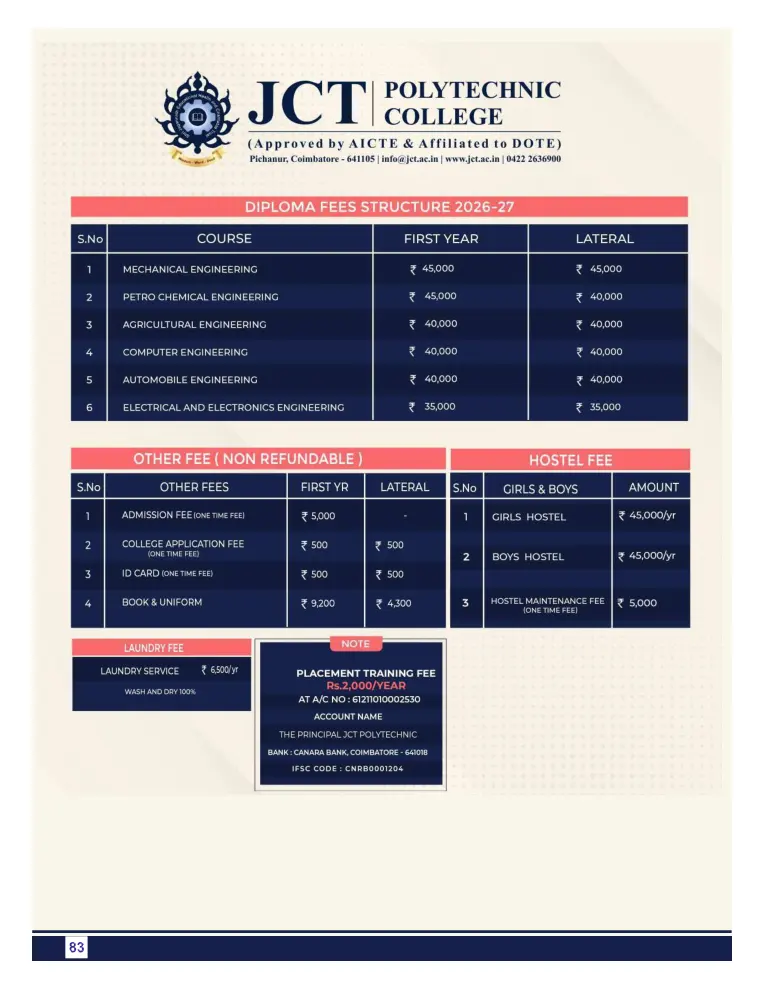 JCT POLYTECHNIC
COLLEGE
(Approved by AICTE & Affiliated to DOTE)
Pichanur, Coimbatore - 641105 | info@jct.ac.in | www.jct.ac.in | 0422 2636900
DIPLOMA FEES STRUCTURE 2026-27
S.No COURSE FIRST YEAR LATERAL
1 MECHANICAL ENGINEERING ₹ 45,000 ₹ 45,000
2 PETRO CHEMICAL ENGINEERING ₹ 45,000 ₹ 40,000
3 AGRICULTURAL ENGINEERING ₹ 40,000 ₹ 40,000
4 COMPUTER ENGINEERING ₹ 40,000 ₹ 40,000
5 AUTOMOBILE ENGINEERING ₹ 40,000 ₹ 40,000
6 ELECTRICAL AND ELECTRONICS ENGINEERING ₹ 35,000 ₹ 35,000
OTHER FEE ( NON REFUNDABLE )
S.No OTHER FEES FIRST YR LATERAL
1 ADMISSION FEE (ONE TIME FEE) ₹ 5,000 -
2 COLLEGE APPLICATION FEE ₹ 500 ₹ 500
(ONE TIME FEE)
3 ID CARD (ONE TIME FEE) ₹ 500 ₹ 500
4 BOOK & UNIFORM ₹ 9,200 ₹ 4,300
HOSTEL FEE
S.No GIRLS & BOYS AMOUNT
1 GIRLS HOSTEL ₹ 45,000/yr
2 BOYS HOSTEL ₹ 45,000/yr
3 HOSTEL MAINTENANCE FEE ₹ 5,000
(ONE TIME FEE)
LAUNDRY FEE
LAUNDRY SERVICE ₹ 6,500/yr
WASH AND DRY 100%
NOTE
PLACEMENT TRAINING FEE
Rs.2,000/YEAR
AT A/C NO : 61211010002530
ACCOUNT NAME
THE PRINCIPAL JCT POLYTECHNIC
BANK : CANARA BANK, COIMBATORE - 641018
IFSC CODE : CNRB0001204
83